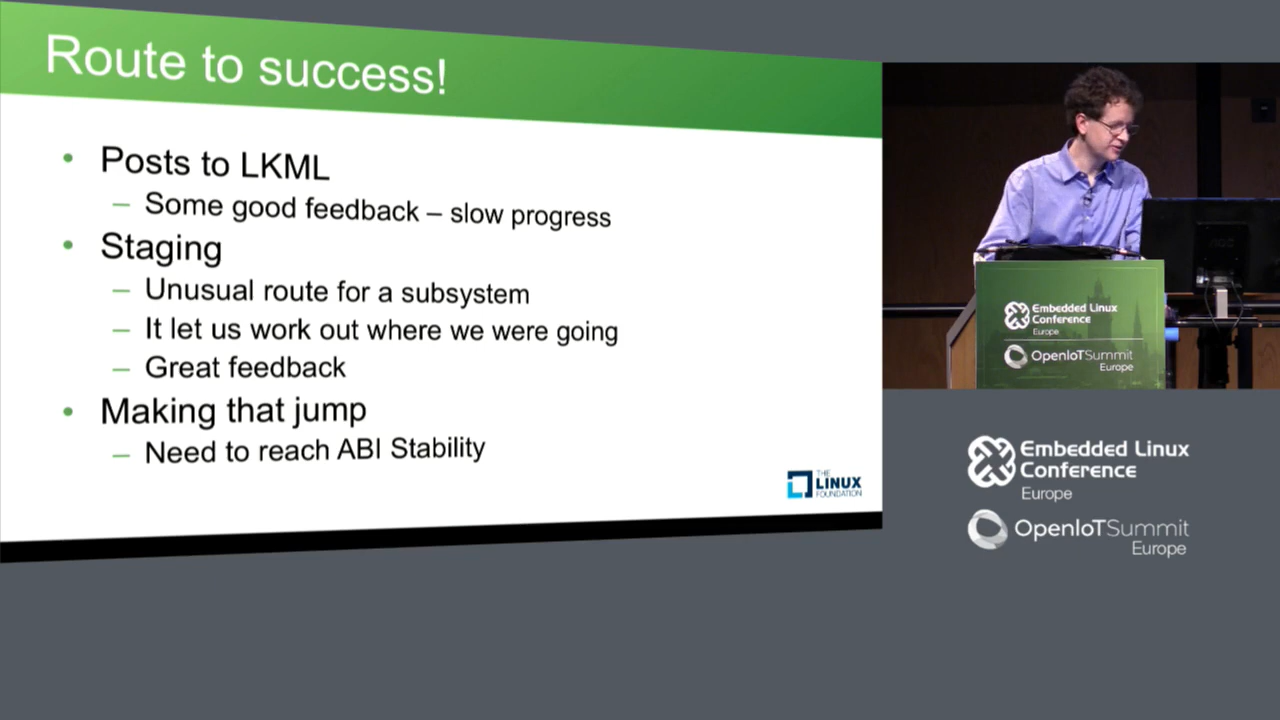 Route to success!
• Posts to LKML
– Some good feedback – slow progress
• Staging
– Unusual route for a subsystem
– It let us work out where we were going
– Great feedback
• Making that jump
– Need to reach ABI Stability
THE
LINUX
FOUNDATION
Embedded Linux
Conference
Europe
OpenIoTSummit
Europe
Embedded Linux
Conference
Europe
OpenIoTSummit
Europe